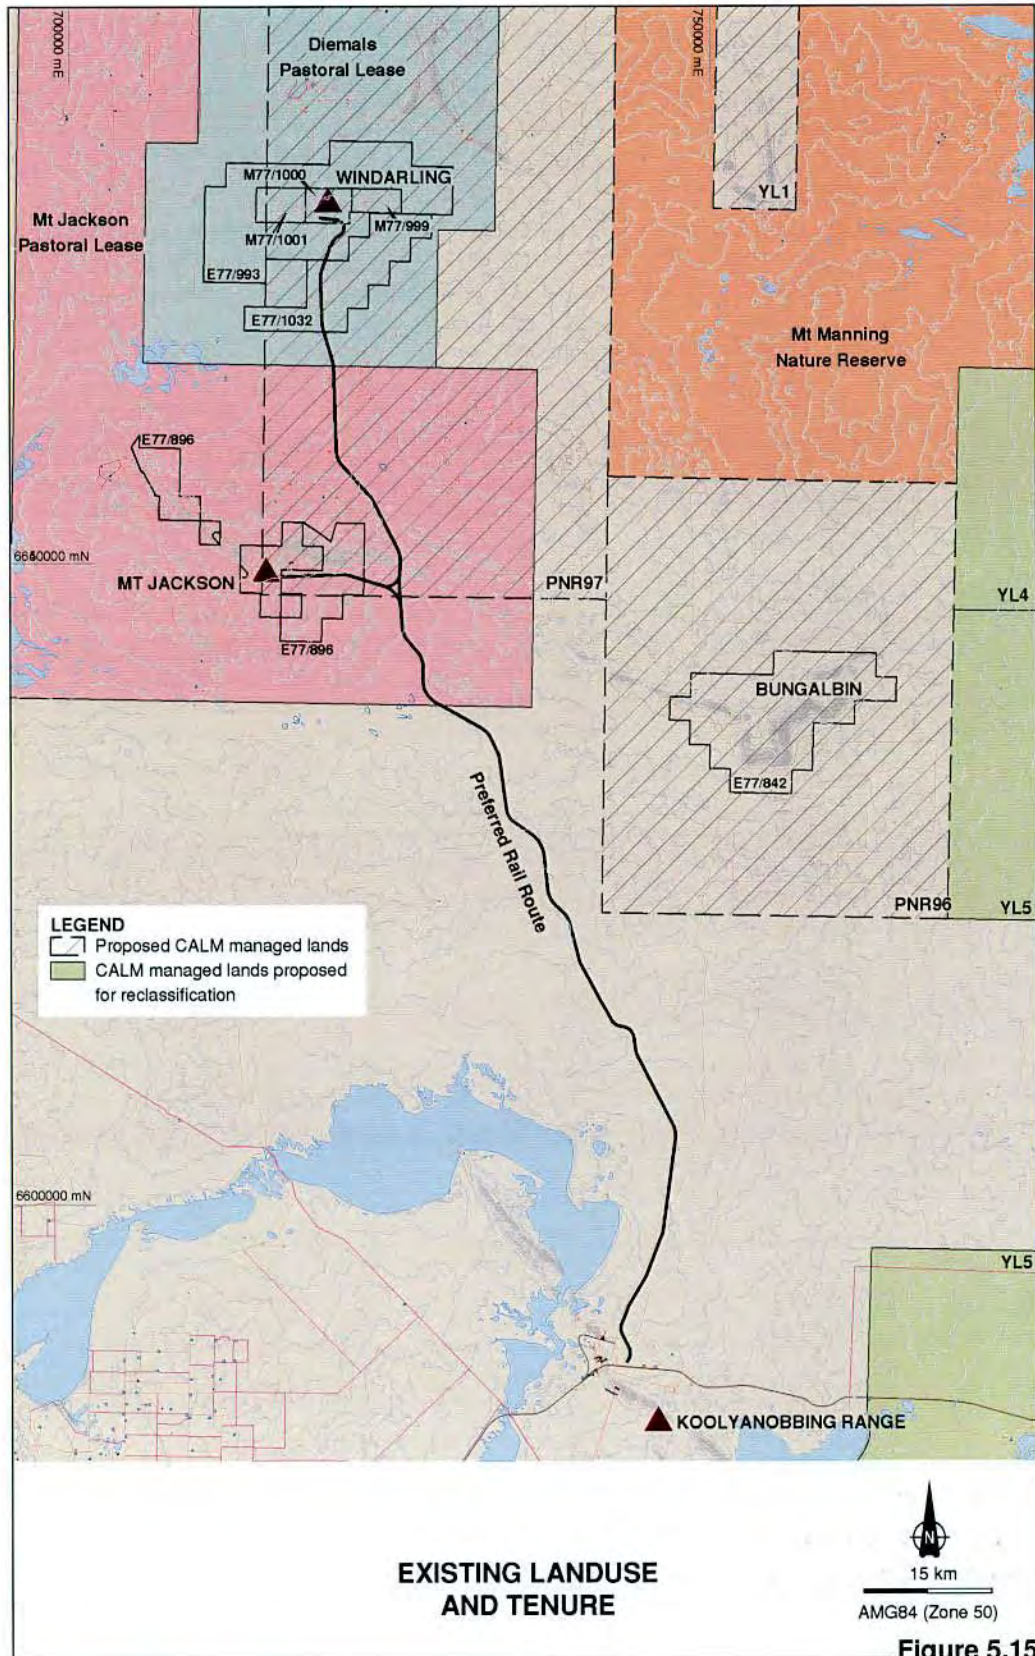 700000 mE
750000 mE
Diemals
Pastoral Lease
M77/1000
WINDARLING
YL1
Mt Jackson
Pastoral Lease
M77/1001
M77/999
E77/993
E77/1032
Mt Manning
Nature Reserve
E77/896
6650000 mN
MT JACKSON
PNR97
YL4
E77/896
BUNGALBIN
E77/842
Preferred Rail Route
PNR96
YL5
LEGEND
Proposed CALM managed lands
CALM managed lands proposed
for reclassification
6600000 mN
YL5
KOOLYANOBBING RANGE
N
EXISTING LANDUSE
AND TENURE
15 km
AMG84 (Zone 50)
Figure 5.15